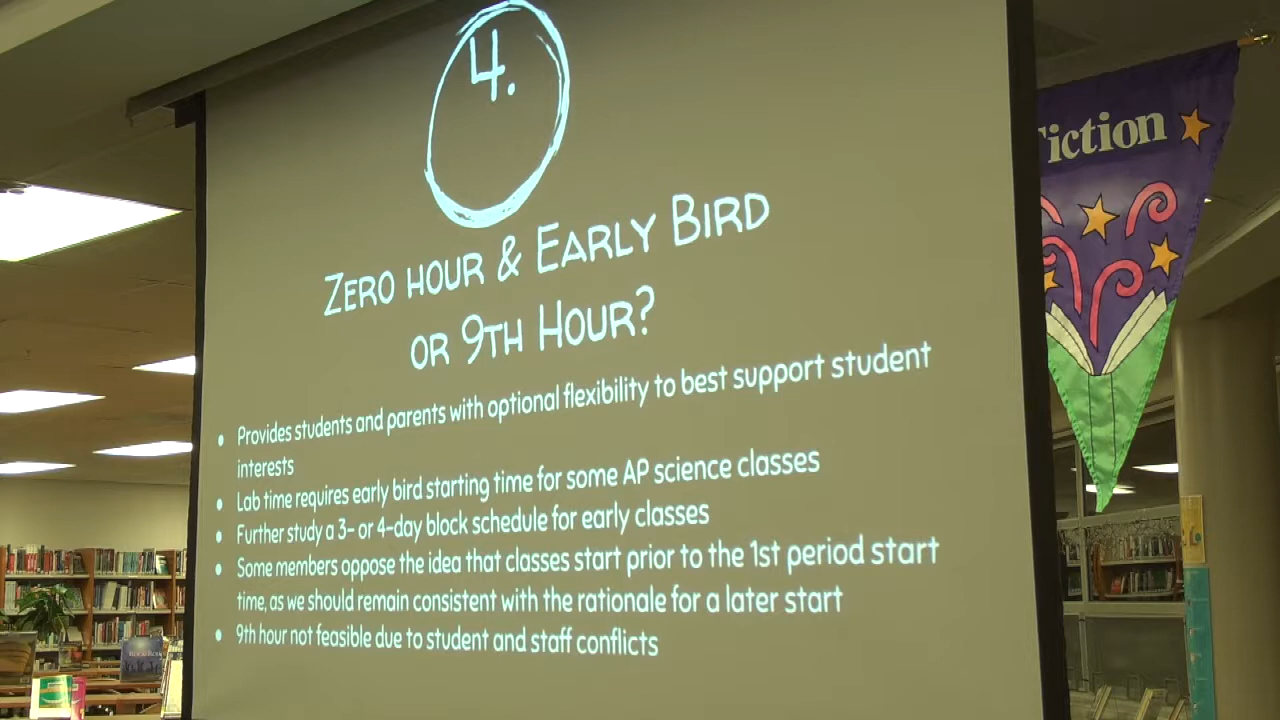 4.
Zero hour & Early Bird
or 9th Hour?
• Provides students and parents with optional flexibility to best support student
interests
• Lab time requires early bird starting time for some AP science classes
• Further study a 3- or 4-day block schedule for early classes
• Some members oppose the idea that classes start prior to the 1st period start
time, as we should remain consistent with the rationale for a later start
• 9th hour not feasible due to student and staff conflicts
Fiction